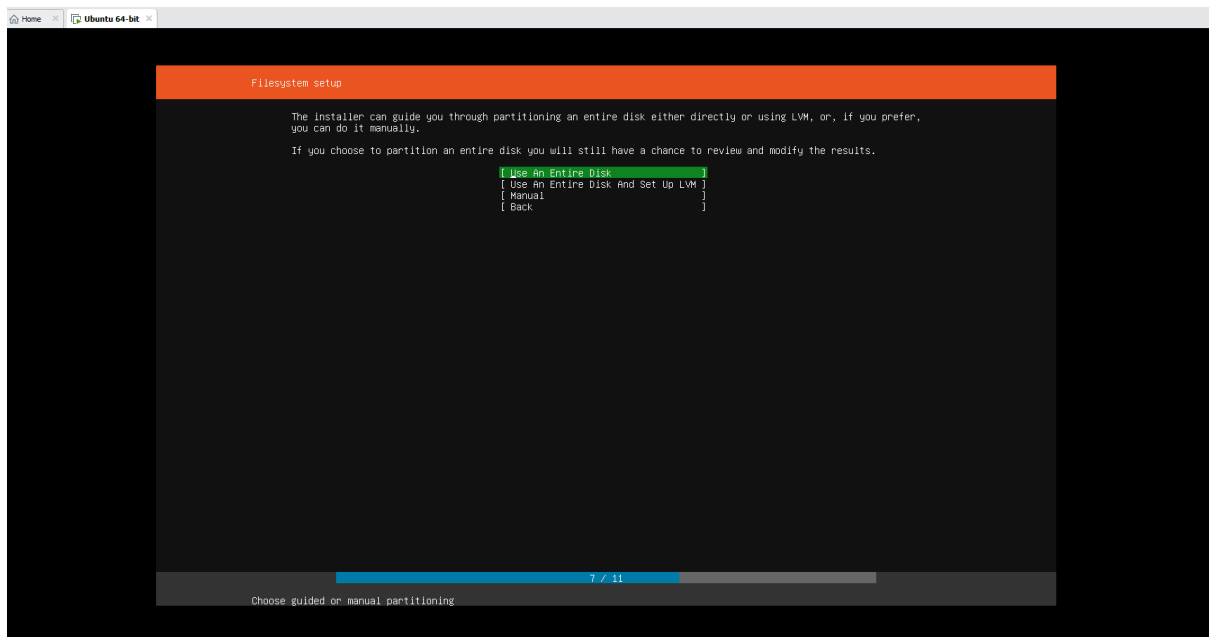 Home
Ubuntu 64-bit
Filesystem setup
The installer can guide you through partitioning an entire disk either directly or using LVM, or, if you prefer,
you can do it manually.
If you choose to partition an entire disk you will still have a chance to review and modify the results.
[ Use An Entire Disk ]
[ Use An Entire Disk And Set Up LVM ]
[ Manual ]
[ Back ]
7 / 11
Choose guided or manual partitioning